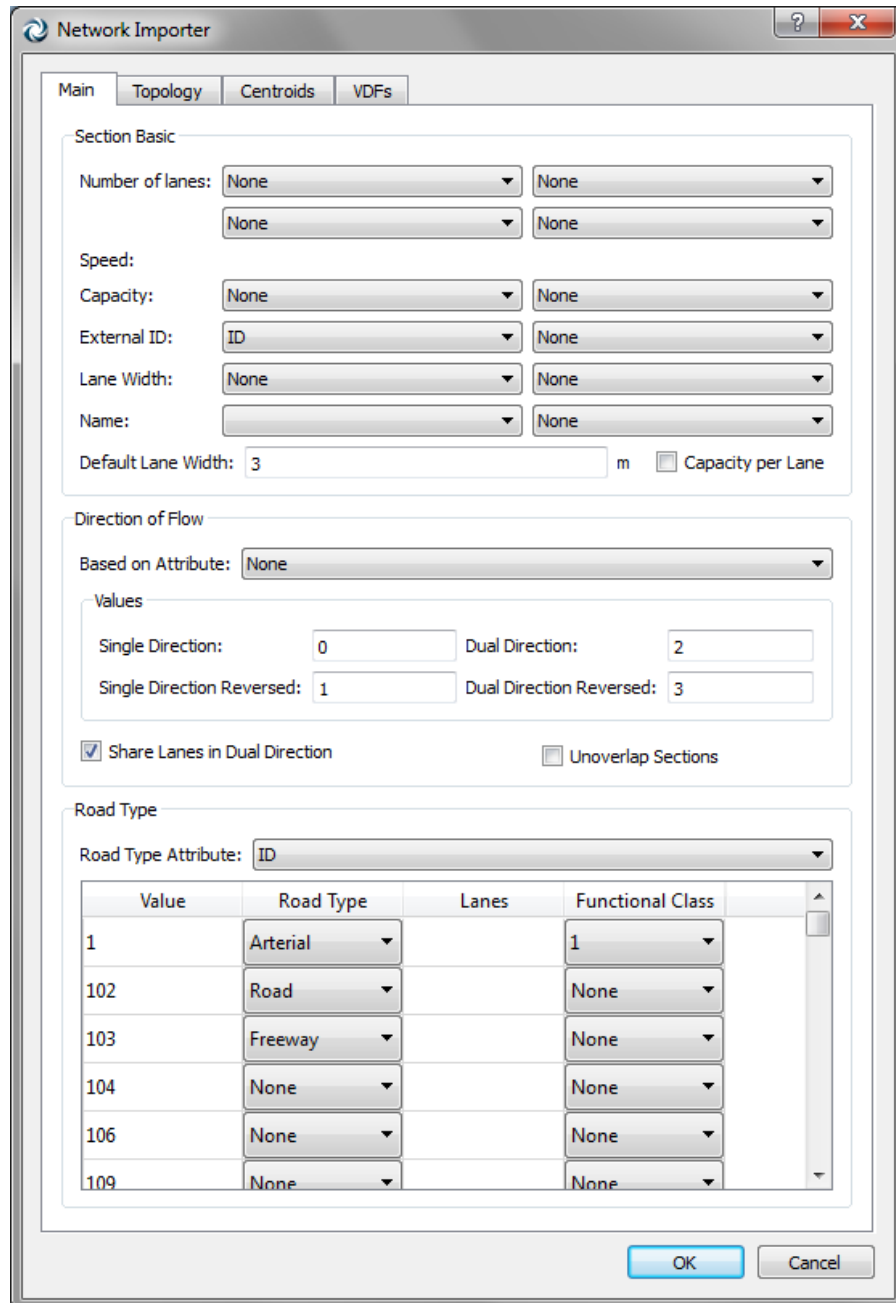 Network Importer
Main Topology Centroids VDFs
Section Basic
Number of lanes: None None
None None
Speed:
Capacity: None None
External ID: ID None
Lane Width: None None
Name: None
Default Lane Width: 3 m Capacity per Lane
Direction of Flow
Based on Attribute: None
Values
Single Direction: 0 Dual Direction: 2
Single Direction Reversed: 1 Dual Direction Reversed: 3
Share Lanes in Dual Direction Unoverlap Sections
Road Type
Road Type Attribute: ID
Value Road Type Lanes Functional Class
1 Arterial 1
102 Road None
103 Freeway None
104 None None
106 None None
109 None None
OK Cancel